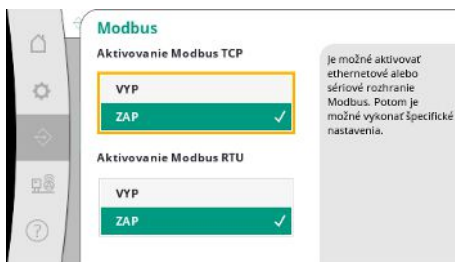 Modbus
Aktivovanie Modbus TCP
VYP
ZAP
Aktivovanie Modbus RTU
VYP
ZAP
Je možné aktivovať
ethernetové alebo
sériové rozhranie
Modbus. Potom je
možné vykonať špecifické
nastavenia.